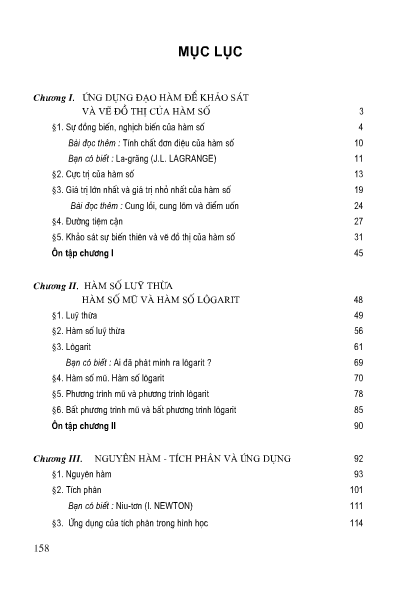 MỤC LỤC
Chương I. ỨNG DỤNG ĐẠO HÀM ĐỂ KHẢO SÁT
VÀ VẼ ĐỒ THỊ CỦA HÀM SỐ 3
§1. Sự đồng biến, nghịch biến của hàm số 4
Bài đọc thêm : Tính chất đơn điệu của hàm số 10
Bạn có biết : La-grăng (J.L. LAGRANGE) 11
§2. Cực trị của hàm số 13
§3. Giá trị lớn nhất và giá trị nhỏ nhất của hàm số 19
Bài đọc thêm : Cung lồi, cung lõm và điểm uốn 24
§4. Đường tiệm cận 27
§5. Khảo sát sự biến thiên và vẽ đồ thị của hàm số 31
Ôn tập chương I 45
Chương II. HÀM SỐ LUỸ THỪA
HÀM SỐ MŨ VÀ HÀM SỐ LÔGARIT 48
§1. Luỹ thừa 49
§2. Hàm số luỹ thừa 56
§3. Lôgarit 61
Bạn có biết : Ai đã phát minh ra lôgarit ? 69
§4. Hàm số mũ. Hàm số lôgarit 70
§5. Phương trình mũ và phương trình lôgarit 78
§6. Bất phương trình mũ và bất phương trình lôgarit 85
Ôn tập chương II 90
Chương III. NGUYÊN HÀM - TÍCH PHÂN VÀ ỨNG DỤNG 92
§1. Nguyên hàm 93
§2. Tích phân 101
Bạn có biết : Niu-tơn (I. NEWTON) 111
§3. Ứng dụng của tích phân trong hình học 114
158